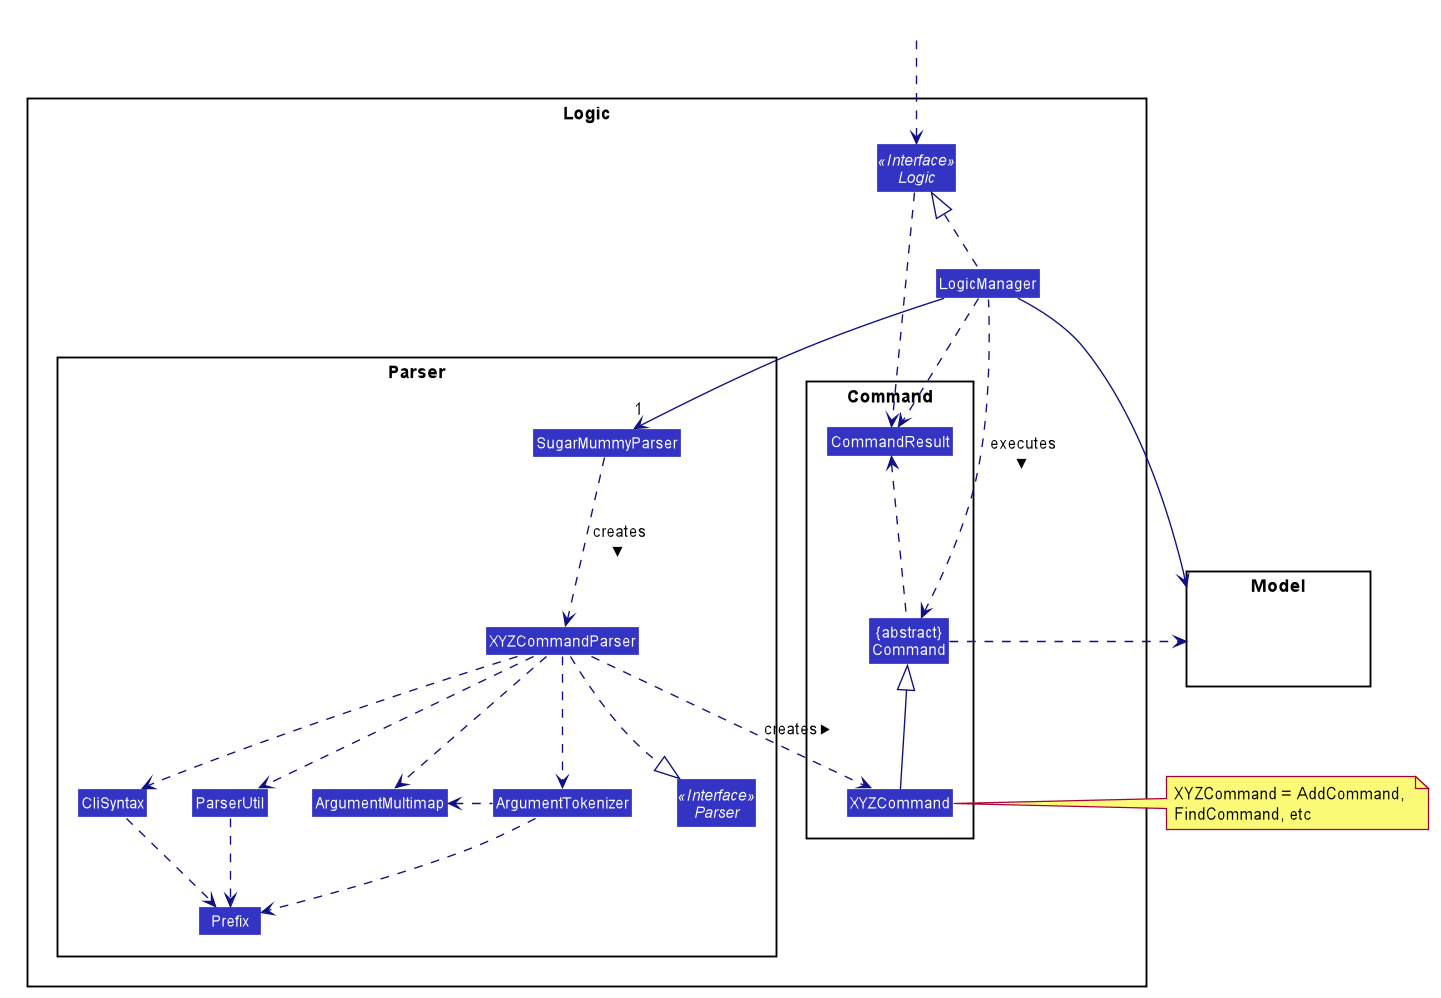 Logic
«Interface»
Logic
LogicManager
Parser
Command
1
SugarMummyParser
CommandResult
executes
▼
creates
▼
Model
{abstract}
Command
XYZCommandParser
creates ►
CliSyntax
ParserUtil
ArgumentMultimap
ArgumentTokenizer
«Interface»
Parser
XYZCommand
XYZCommand = AddCommand,
FindCommand, etc
Prefix